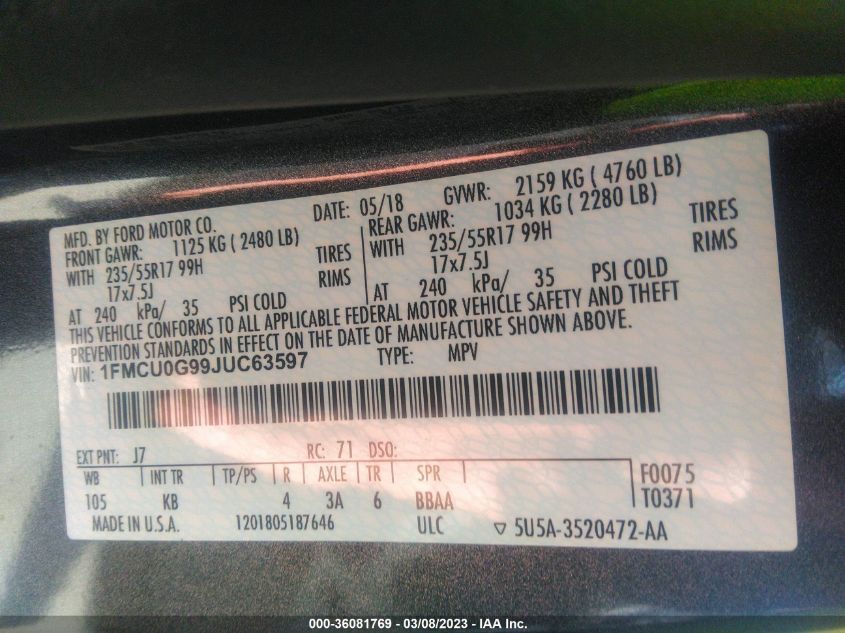 MFD. BY FORD MOTOR CO. DATE: 05/18 GVWR: 2159 KG ( 4760 LB)
FRONT GAWR: 1125 KG ( 2480 LB) REAR GAWR: 1034 KG ( 2280 LB)
WITH 235/55R17 99H TIRES WITH 235/55R17 99H TIRES
17x7.5J RIMS 17x7.5J RIMS
AT 240 kPa/ 35 PSI COLD AT 240 kPa/ 35 PSI COLD
THIS VEHICLE CONFORMS TO ALL APPLICABLE FEDERAL MOTOR VEHICLE SAFETY AND THEFT
PREVENTION STANDARDS IN EFFECT ON THE DATE OF MANUFACTURE SHOWN ABOVE.
VIN: 1FMCU0G99JUC63597 TYPE: MPV
EXT PNT: J7 RC: 71 DSO:
WB INT TR TP/PS R AXLE TR SPR F0075
105 KB 4 3A 6 BBAA T0371
MADE IN U.S.A. 1201805187646 ULC ▽ 5U5A-3520472-AA
000-36081769 — 03/08/2023 — IAA Inc.